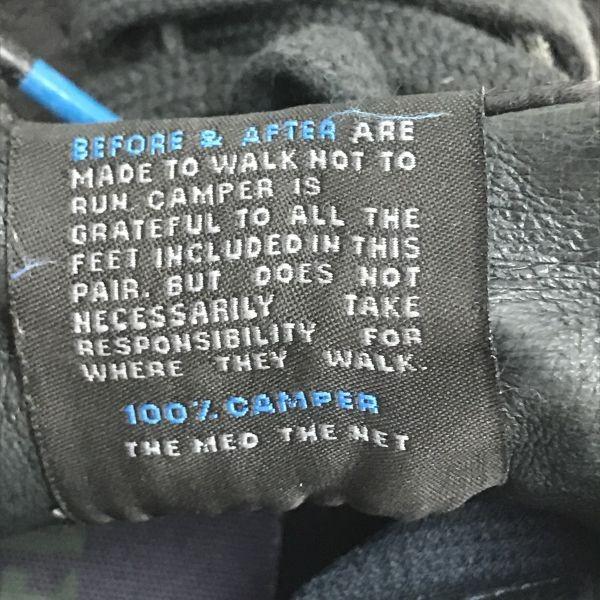 BEFORE & AFTER ARE
MADE TO WALK NOT TO
RUN. CAMPER IS
GRATEFUL TO ALL THE
FEET INCLUDED IN THIS
PAIR. BUT DOES NOT
NECESSARILY TAKE
RESPONSIBILITY FOR
WHERE THEY WALK.
100% CAMPER
THE MED THE NET